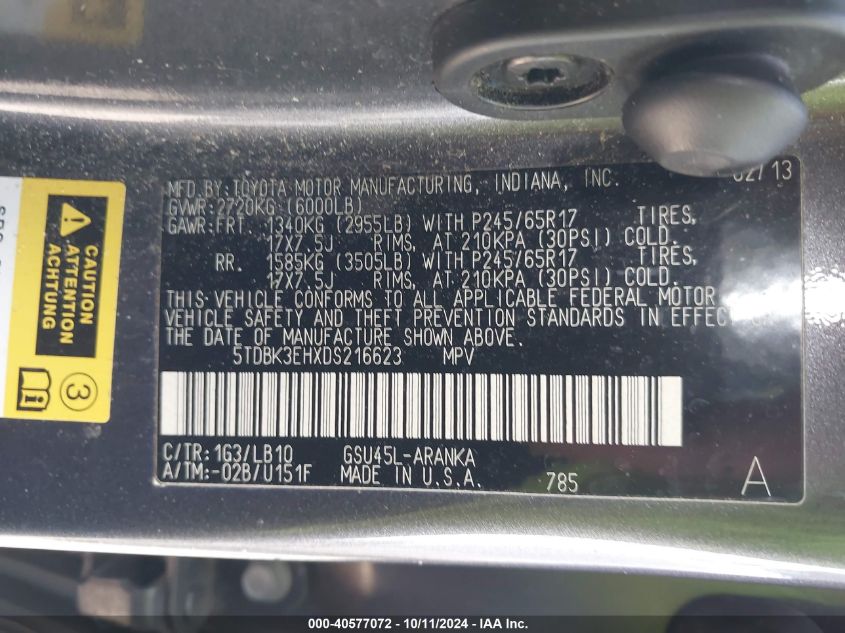 MFD.BY:TOYOTA MOTOR MANUFACTURING, INDIANA, INC. 02/13
GVWR:2720KG (6000LB)
GAWR:FRT. 1340KG (2955LB) WITH P245/65R17 TIRES,
17X7.5J RIMS, AT 210KPA (30PSI) COLD.
RR. 1585KG (3505LB) WITH P245/65R17 TIRES,
17X7.5J RIMS, AT 210KPA (30PSI) COLD.
THIS VEHICLE CONFORMS TO ALL APPLICABLE FEDERAL MOTOR
VEHICLE SAFETY AND THEFT PREVENTION STANDARDS IN EFFECT ON
THE DATE OF MANUFACTURE SHOWN ABOVE.
5TDBK3EHXDS216623 MPV
C/TR:1G3/LB10 GSU45L-ARANKA
A/TM:-02B/U151F MADE IN U.S.A. 785 A
CAUTION
ATTENTION
ACHTUNG
3
000-40577072 - 10/11/2024 - IAA Inc.